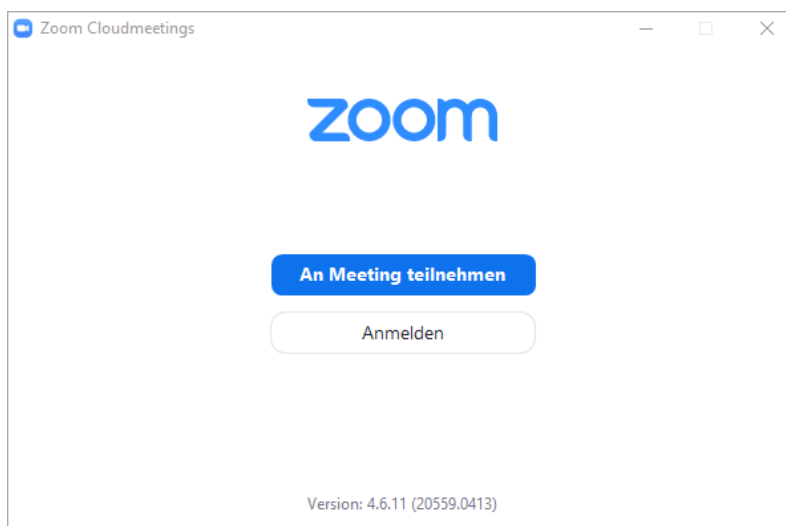 Zoom Cloudmeetings
zoom
An Meeting teilnehmen
Anmelden
Version: 4.6.11 (20559.0413)